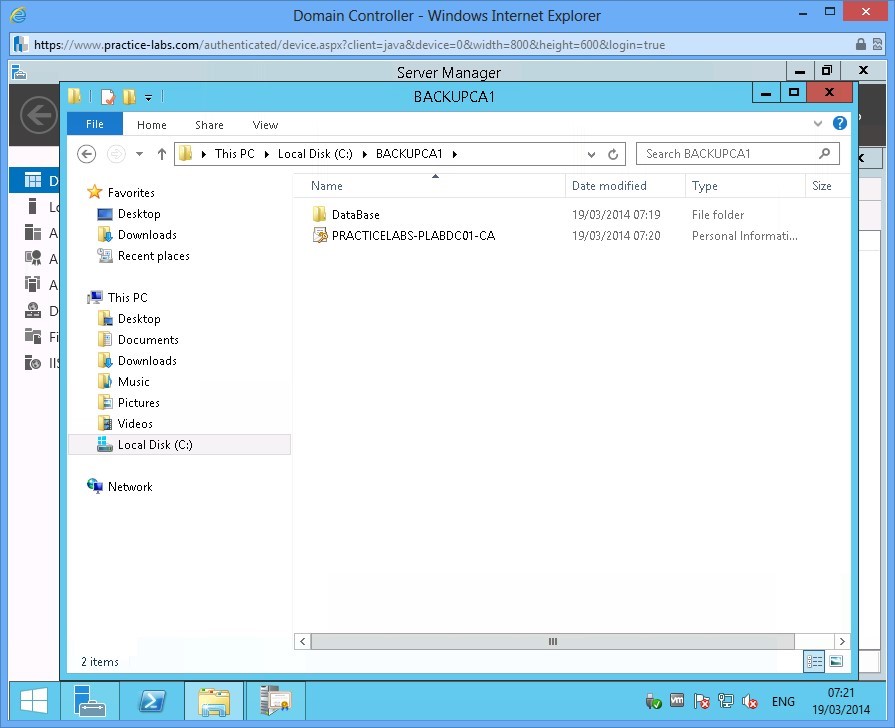 Domain Controller - Windows Internet Explorer
https://www.practice-labs.com/authenticated/device.aspx?client=java&device=0&width=800&height=600&login=true
Server Manager
BACKUPCA1
File Home Share View
This PC Local Disk (C:) BACKUPCA1 Search BACKUPCA1
Name Date modified Type Size
Favorites
Desktop
Downloads
Recent places
This PC
Desktop
Documents
Downloads
Music
Pictures
Videos
Local Disk (C:)
Network
DataBase 19/03/2014 07:19 File folder
PRACTICELABS-PLABDC01-CA 19/03/2014 07:20 Personal Informati...
2 items
ENG
07:21
19/03/2014